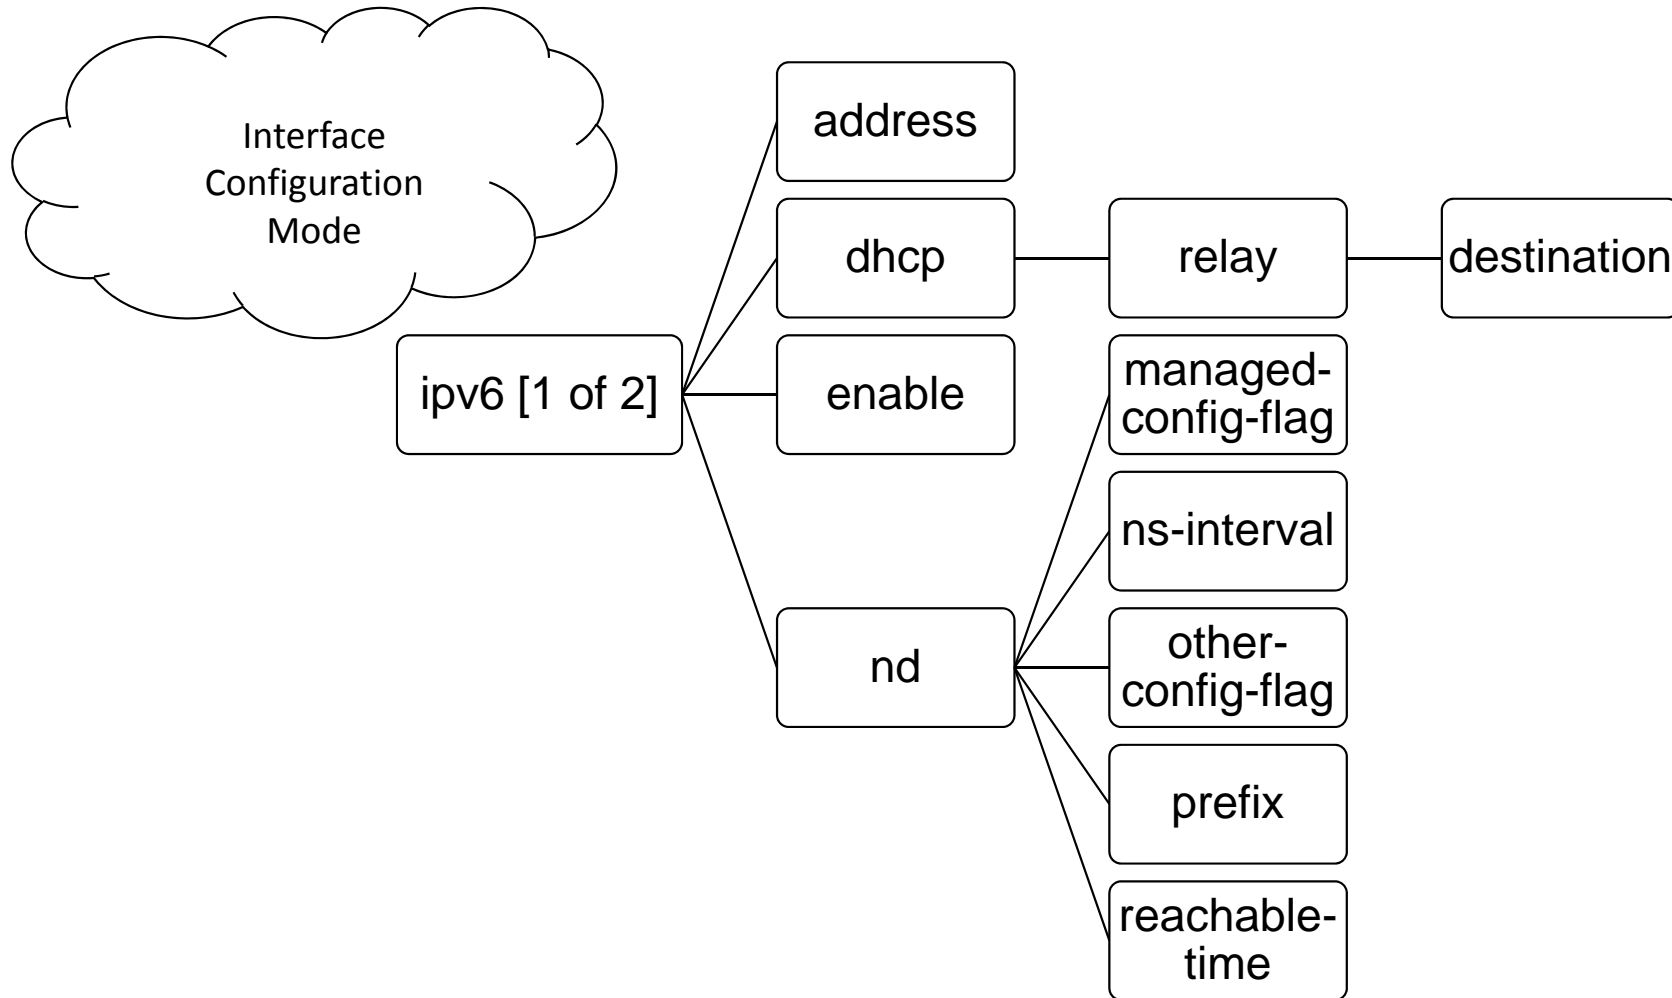 Interface
Configuration
Mode
ipv6 [1 of 2]
address
dhcp
relay
destination
enable
nd
managed-
config-flag
ns-interval
other-
config-flag
prefix
reachable-
time